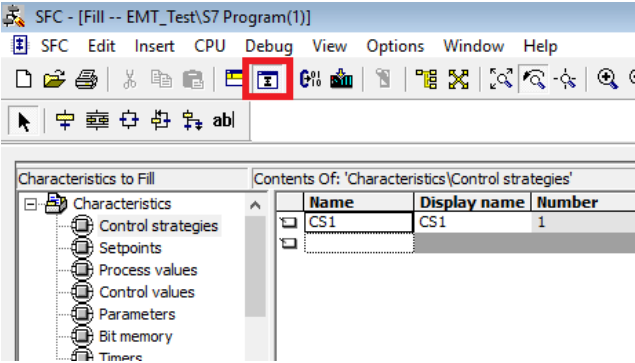 SFC - [Fill -- EMT_Test\S7 Program(1)]
SFC Edit Insert CPU Debug View Options Window Help
abl
Characteristics to Fill Contents Of: 'Characteristics\Control strategies'
Characteristics Name Display name Number
Control strategies CS1 CS1 1
Setpoints
Process values
Control values
Parameters
Bit memory
Timers